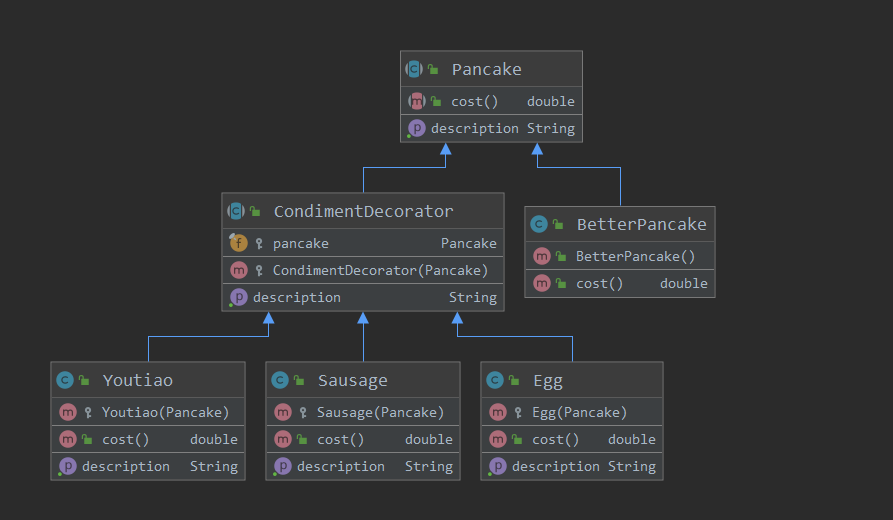 Pancake
cost() double
description String
CondimentDecorator
pancake Pancake
CondimentDecorator(Pancake)
description String
BetterPancake
BetterPancake()
cost() double
Youtiao
Youtiao(Pancake)
cost() double
description String
Sausage
Sausage(Pancake)
cost() double
description String
Egg
Egg(Pancake)
cost() double
description String